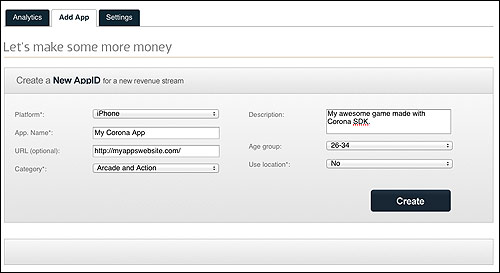 Analytics Add App Settings
Let's make some more money
Create a New AppID for a new revenue stream
Platform*: iPhone
App. Name*: My Corona App
URL (optional): http://myappswebsite.com/
Category*: Arcade and Action
Description: My awesome game made with
Corona SDK.
Age group: 26-34
Use location*: No
Create